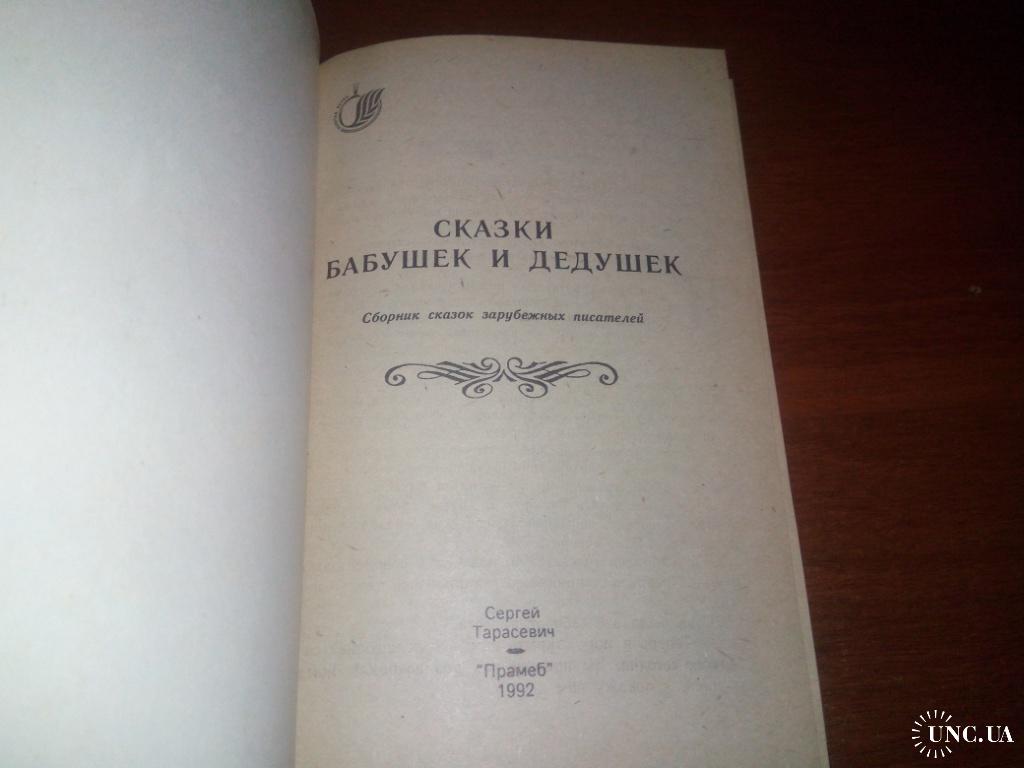 СКАЗКИ
БАБУШЕК И ДЕДУШЕК
Сборник сказок зарубежных писателей
Сергей
Тарасевич
"Прамеб"
1992
UNC.UA